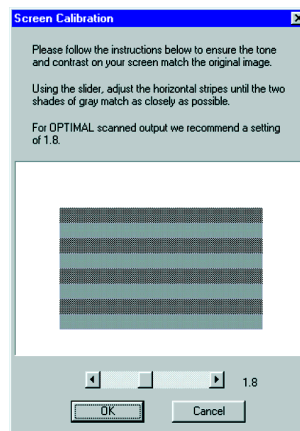 Screen Calibration
Please follow the instructions below to ensure the tone
and contrast on your screen match the original image.
Using the slider, adjust the horizontal stripes until the two
shades of gray match as closely as possible.
For OPTIMAL scanned output we recommend a setting
of 1.8.
1.8
OK
Cancel